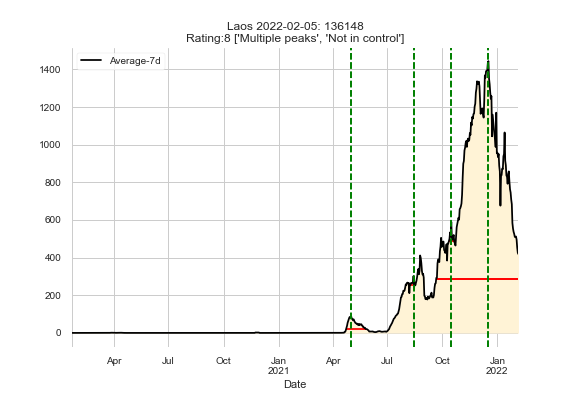 Laos 2022-02-05: 136148
Rating:8 ['Multiple peaks', 'Not in control']
Average-7d
1400
1200
1000
800
600
400
200
0
Apr Jul Oct Jan Apr Jul Oct Jan
2021 2022
Date